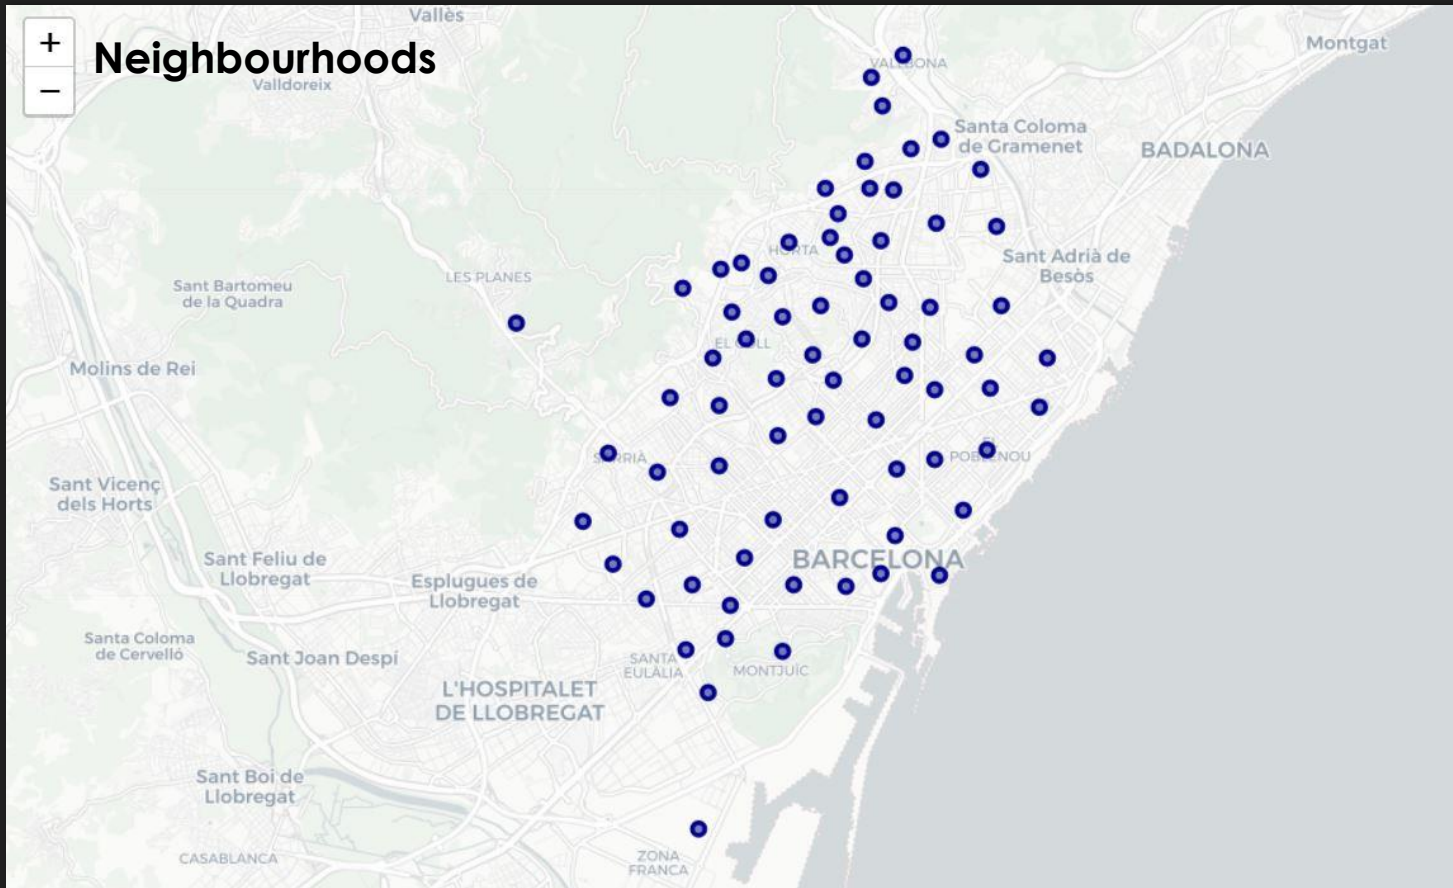 Vallès
+
Neighbourhoods
−
Valldoreix
Montgat
VALLBONA
Santa Coloma
de Gramenet
BADALONA
HORTA
Sant Adrià de
Besòs
LES PLANES
Sant Bartomeu
de la Quadra
EL COLL
Molins de Rei
SARRIÀ
EL
POBLENOU
Sant Vicenç
dels Horts
BARCELONA
Sant Feliu de
Llobregat
Esplugues de
Llobregat
Santa Coloma
de Cervelló
Sant Joan Despí
SANTA
EULÀLIA
MONTJUÏC
L'HOSPITALET
DE LLOBREGAT
Sant Boi de
Llobregat
CASABLANCA
ZONA
FRANCA